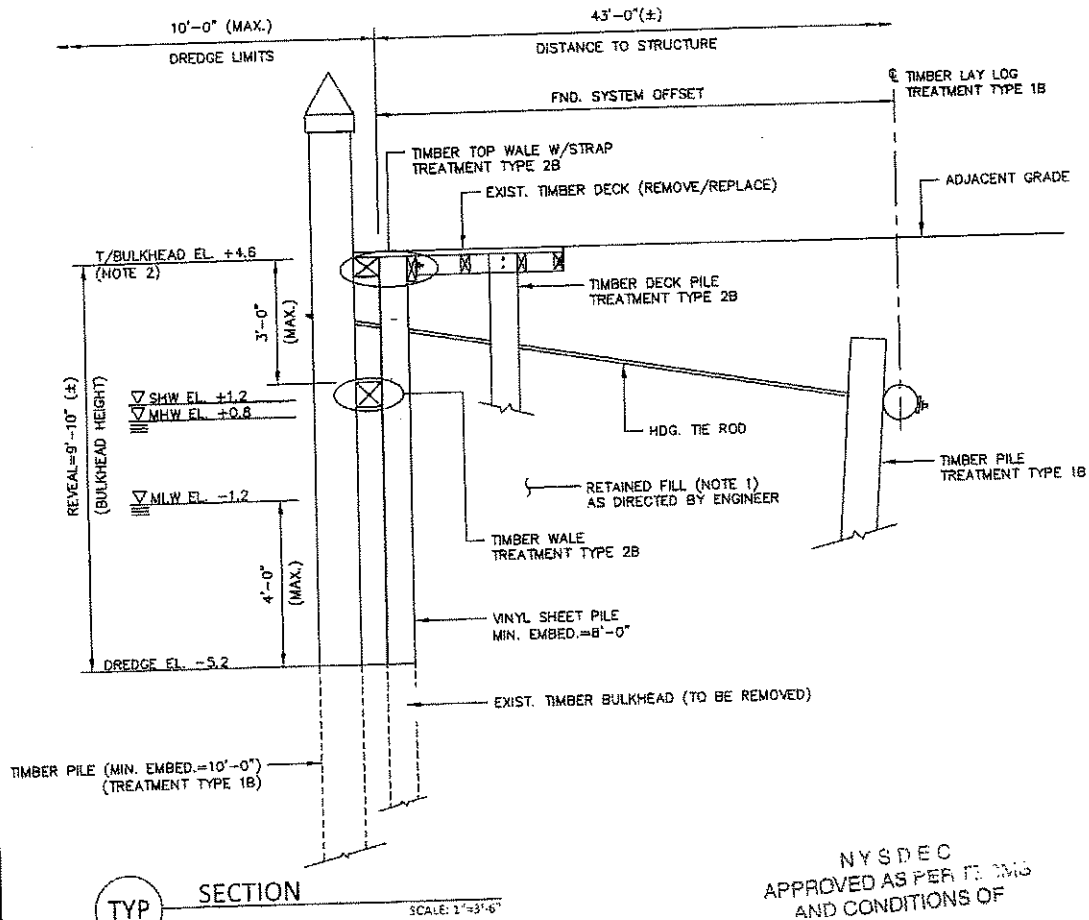 10'-0" (MAX.)
DREDGE LIMITS
43'-0"(±)
DISTANCE TO STRUCTURE
FND. SYSTEM OFFSET
℄ TIMBER LAY LOG
TREATMENT TYPE 1B
TIMBER TOP WALE W/STRAP
TREATMENT TYPE 2B
EXIST. TIMBER DECK (REMOVE/REPLACE)
ADJACENT GRADE
T/BULKHEAD EL. +4.6
(NOTE 2)
TIMBER DECK PILE
TREATMENT TYPE 2B
3'-0"
(MAX.)
REVEAL=9'-10" (±)
(BULKHEAD HEIGHT)
SHW EL. +1.2
MHW EL. +0.8
HDG. TIE ROD
TIMBER PILE
TREATMENT TYPE 1B
RETAINED FILL (NOTE 1)
AS DIRECTED BY ENGINEER
MLW EL. -1.2
TIMBER WALE
TREATMENT TYPE 2B
4'-0"
(MAX.)
VINYL SHEET PILE
MIN. EMBED.=8'-0"
DREDGE EL. -5.2
EXIST. TIMBER BULKHEAD (TO BE REMOVED)
TIMBER PILE (MIN. EMBED.=10'-0")
(TREATMENT TYPE 1B)
TYP
SECTION
SCALE: 1"=3'-6"
NYSDEC
APPROVED AS PER
AND CONDITIONS OF